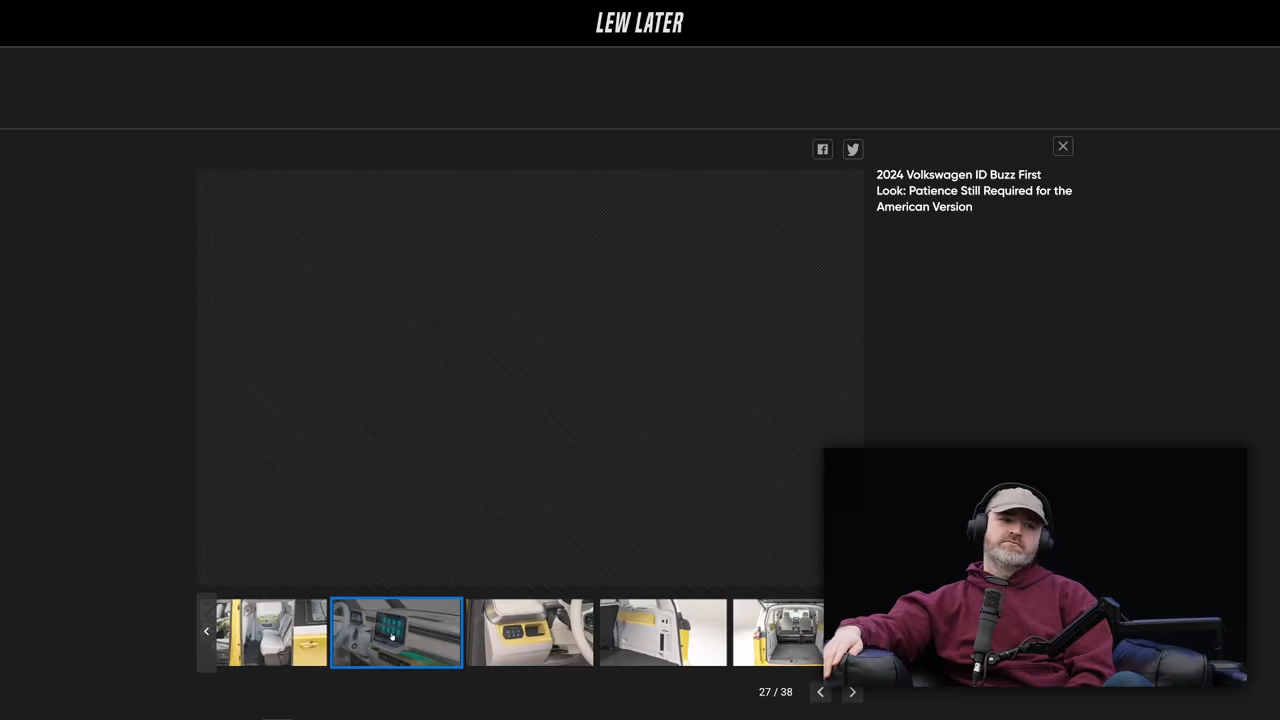 LEW LATER
2024 Volkswagen ID Buzz First
Look: Patience Still Required for the
American Version
27 / 38